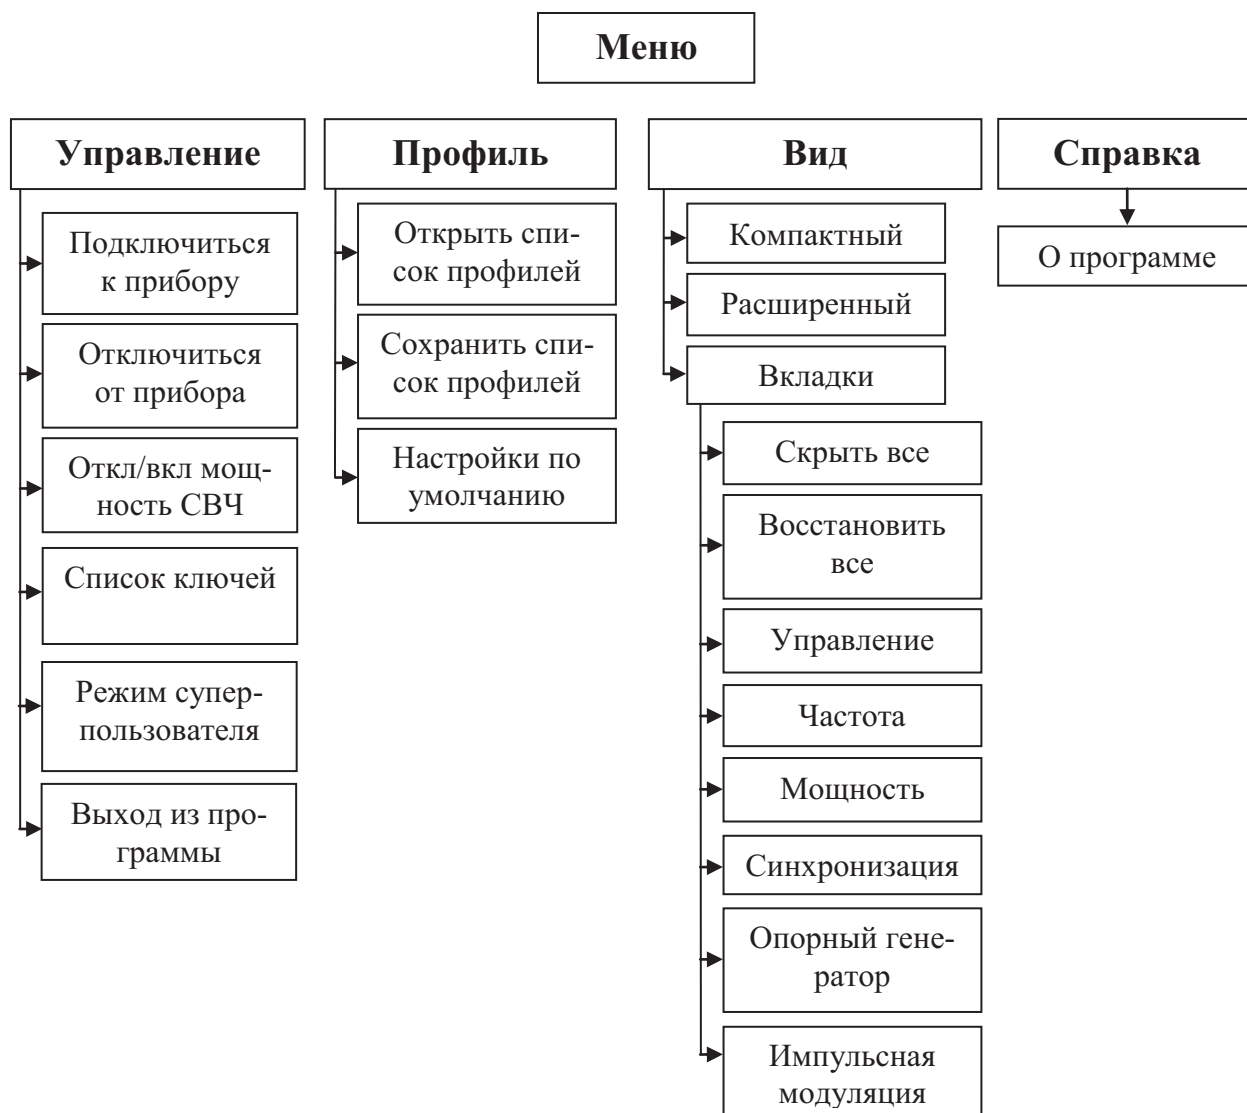 Меню
Управление
Подключиться
к прибору
Отключиться
от прибора
Откл/вкл мощ-
ность СВЧ
Список ключей
Режим супер-
пользователя
Выход из про-
граммы
Профиль
Открыть спи-
сок профилей
Сохранить спи-
сок профилей
Настройки по
умолчанию
Вид
Компактный
Расширенный
Вкладки
Скрыть все
Восстановить
все
Управление
Частота
Мощность
Синхронизация
Опорный гене-
ратор
Импульсная
модуляция
Справка
О программе